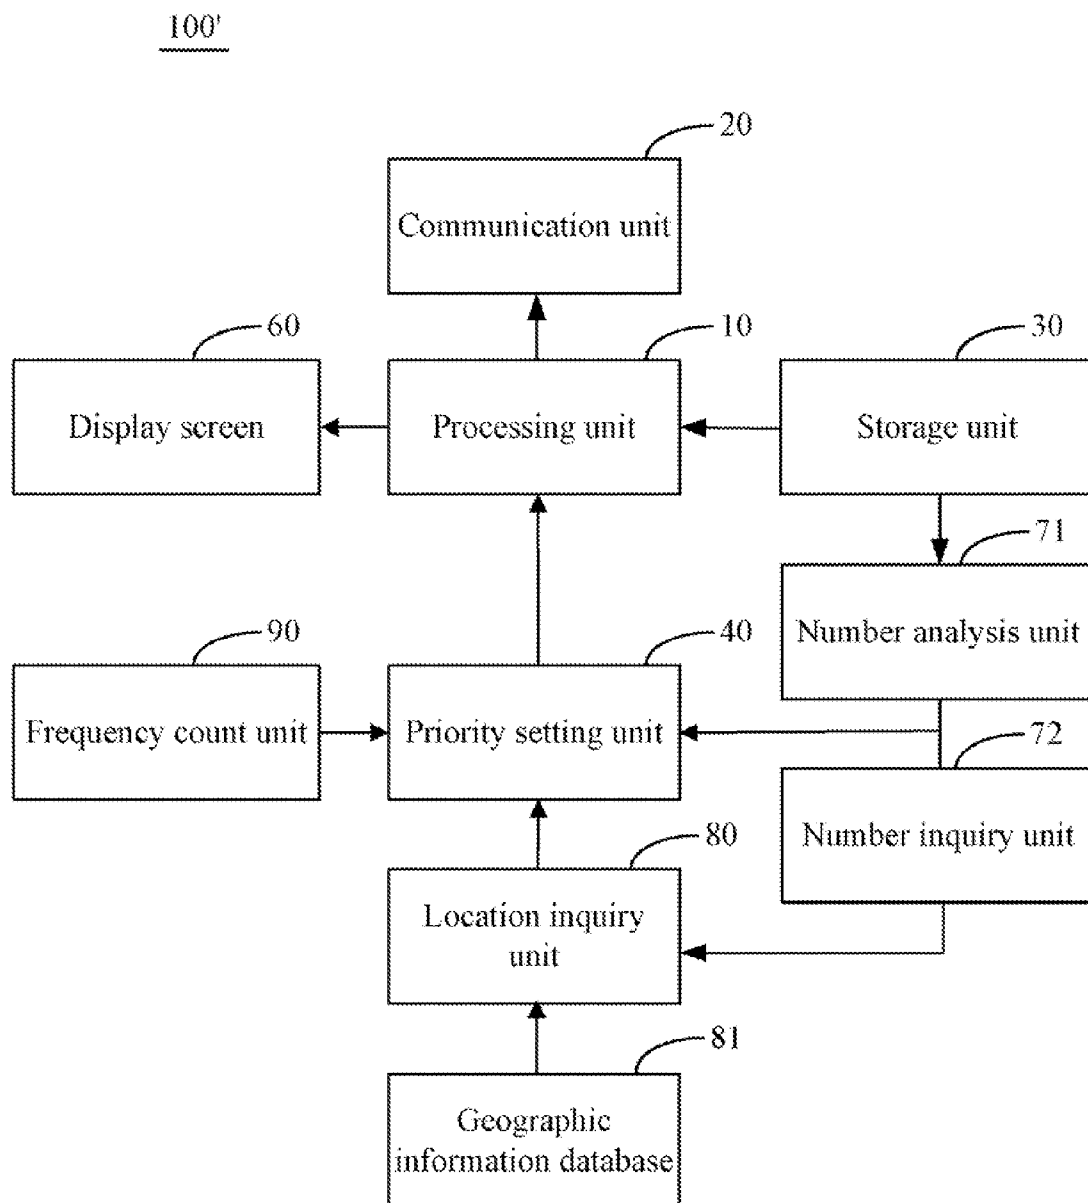 100'
20
Communication unit
60
10
30
Display screen
Processing unit
Storage unit
71
Number analysis unit
90
40
Frequency count unit
Priority setting unit
72
Number inquiry unit
80
Location inquiry
unit
81
Geographic
information database